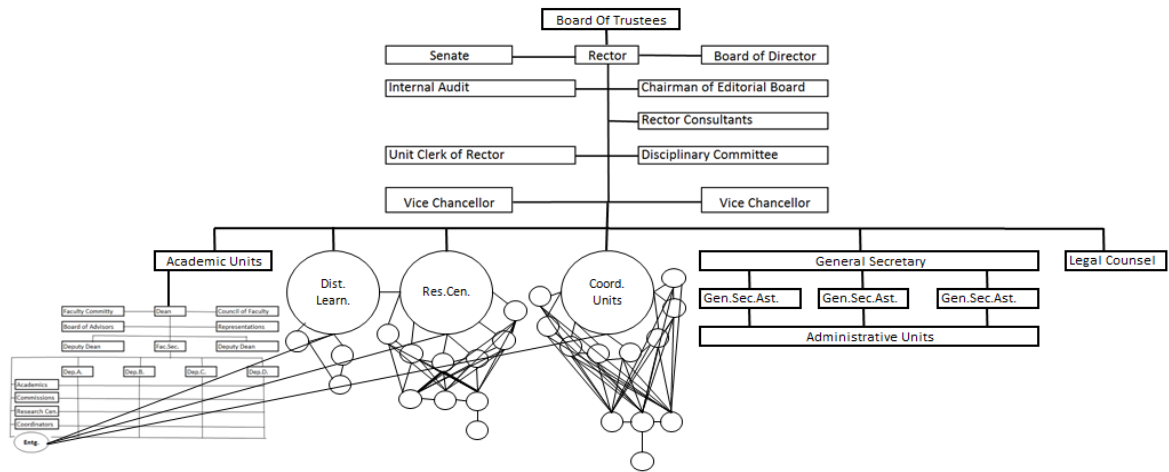 Board Of Trustees
Senate
Rector
Board of Director
Internal Audit
Chairman of Editorial Board
Rector Consultants
Unit Clerk of Rector
Disciplinary Committee
Vice Chancellor
Vice Chancellor
Academic Units
Dist.
Learn.
Res.Cen.
Coord.
Units
General Secretary
Legal Counsel
Gen.Sec.Ast.
Gen.Sec.Ast.
Gen.Sec.Ast.
Administrative Units
Faculty Committy
Dean
Council of Faculty
Board of Advisors
Representations
Deputy Dean
Fac.Sec.
Deputy Dean
Dep.A.
Dep.B.
Dep.C.
Dep.D.
Academics
Commissions
Research Cen.
Coordinators
Entg.